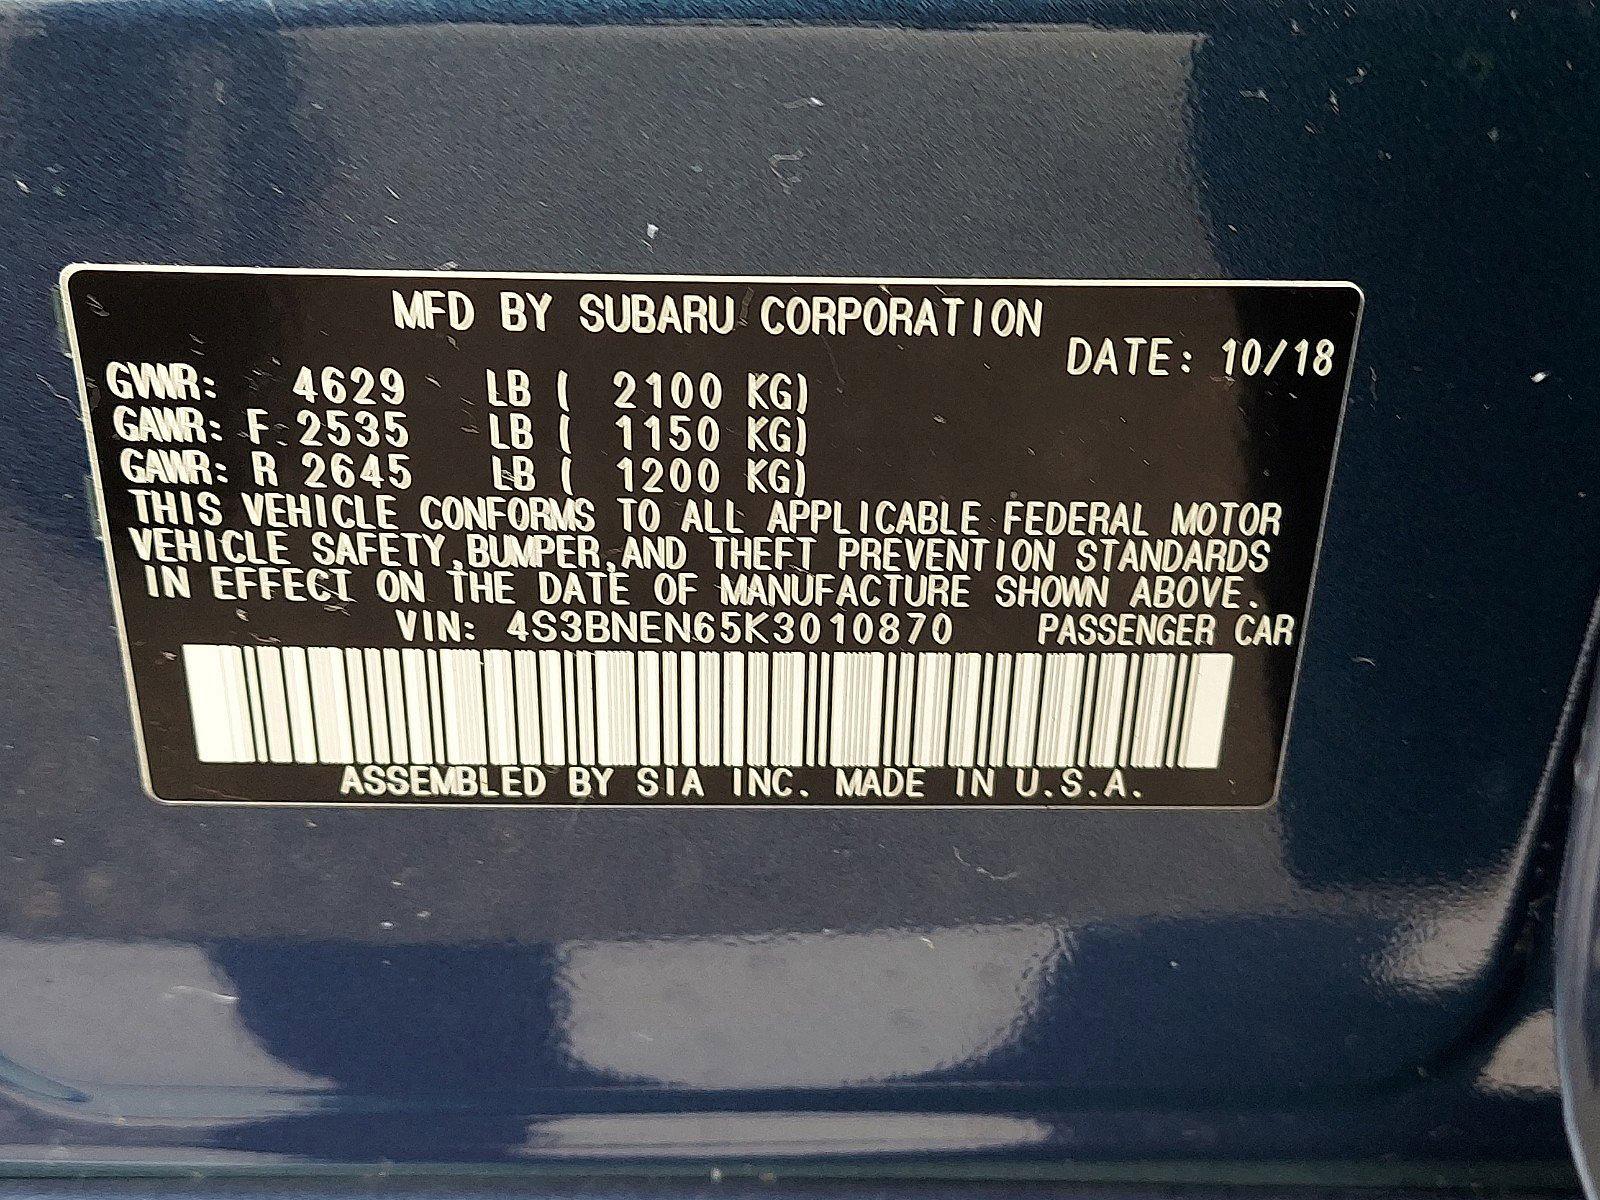 MFD BY SUBARU CORPORATION
DATE: 10/18
GVWR: 4629 LB ( 2100 KG)
GAWR: F 2535 LB ( 1150 KG)
GAWR: R 2645 LB ( 1200 KG)
THIS VEHICLE CONFORMS TO ALL APPLICABLE FEDERAL MOTOR
VEHICLE SAFETY,BUMPER,AND THEFT PREVENTION STANDARDS
IN EFFECT ON THE DATE OF MANUFACTURE SHOWN ABOVE.
VIN: 4S3BNEN65K3010870 PASSENGER CAR
ASSEMBLED BY SIA INC. MADE IN U.S.A.